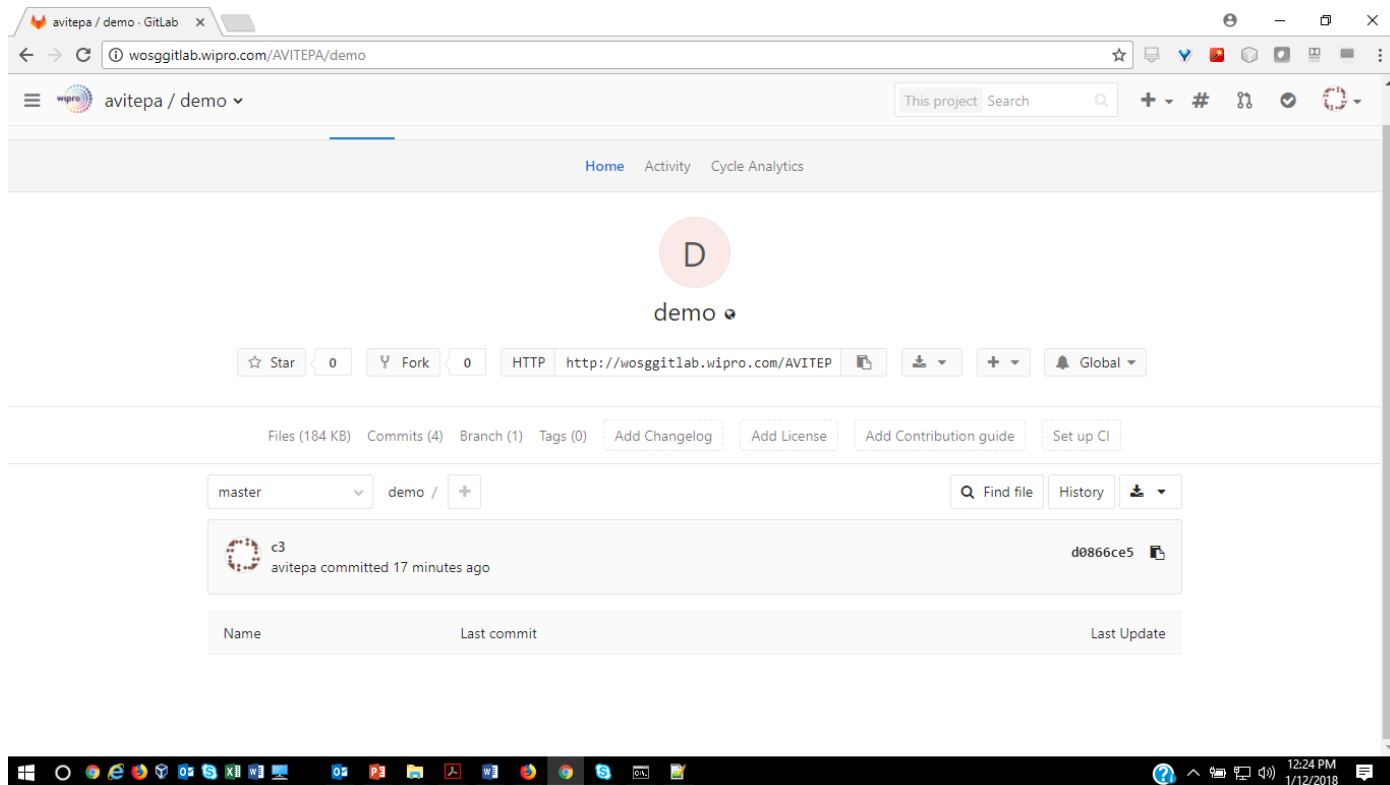 avitepa / demo · GitLab
wosggitlab.wipro.com/AVITEPA/demo
wipro avitepa / demo
This project Search
Home Activity Cycle Analytics
D
demo
Star 0 Fork 0 HTTP http://wosggitlab.wipro.com/AVITEP Global
Files (184 KB) Commits (4) Branch (1) Tags (0) Add Changelog Add License Add Contribution guide Set up CI
master demo / + Find file History
c3 d0866ce5
avitepa committed 17 minutes ago
Name Last commit Last Update
12:24 PM
1/12/2018